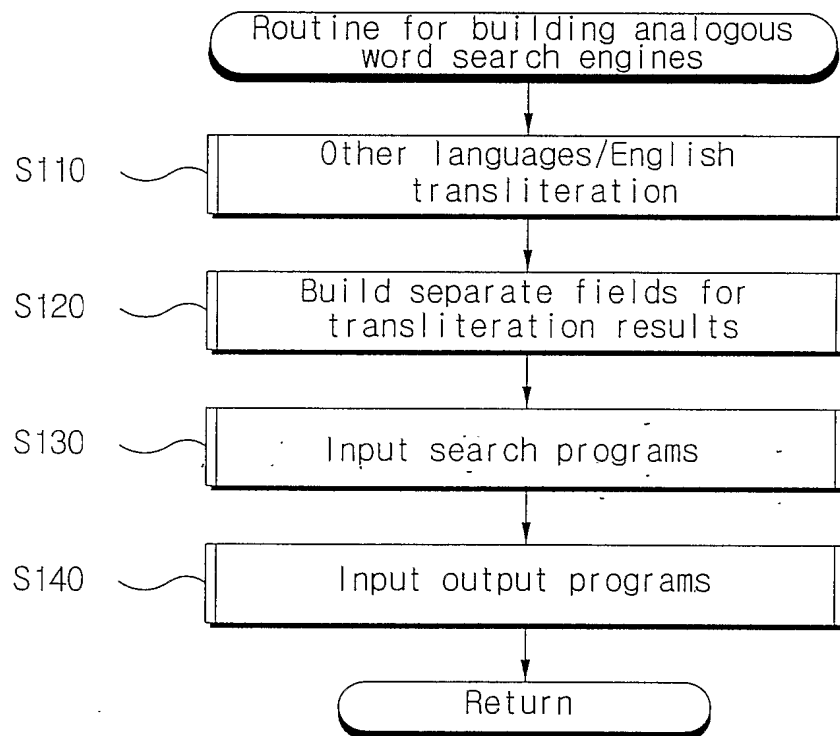 Routine for building analogous
word search engines
S110
Other languages/English
transliteration
S120
Build separate fields for
transliteration results
S130
Input search programs
S140
Input output programs
Return